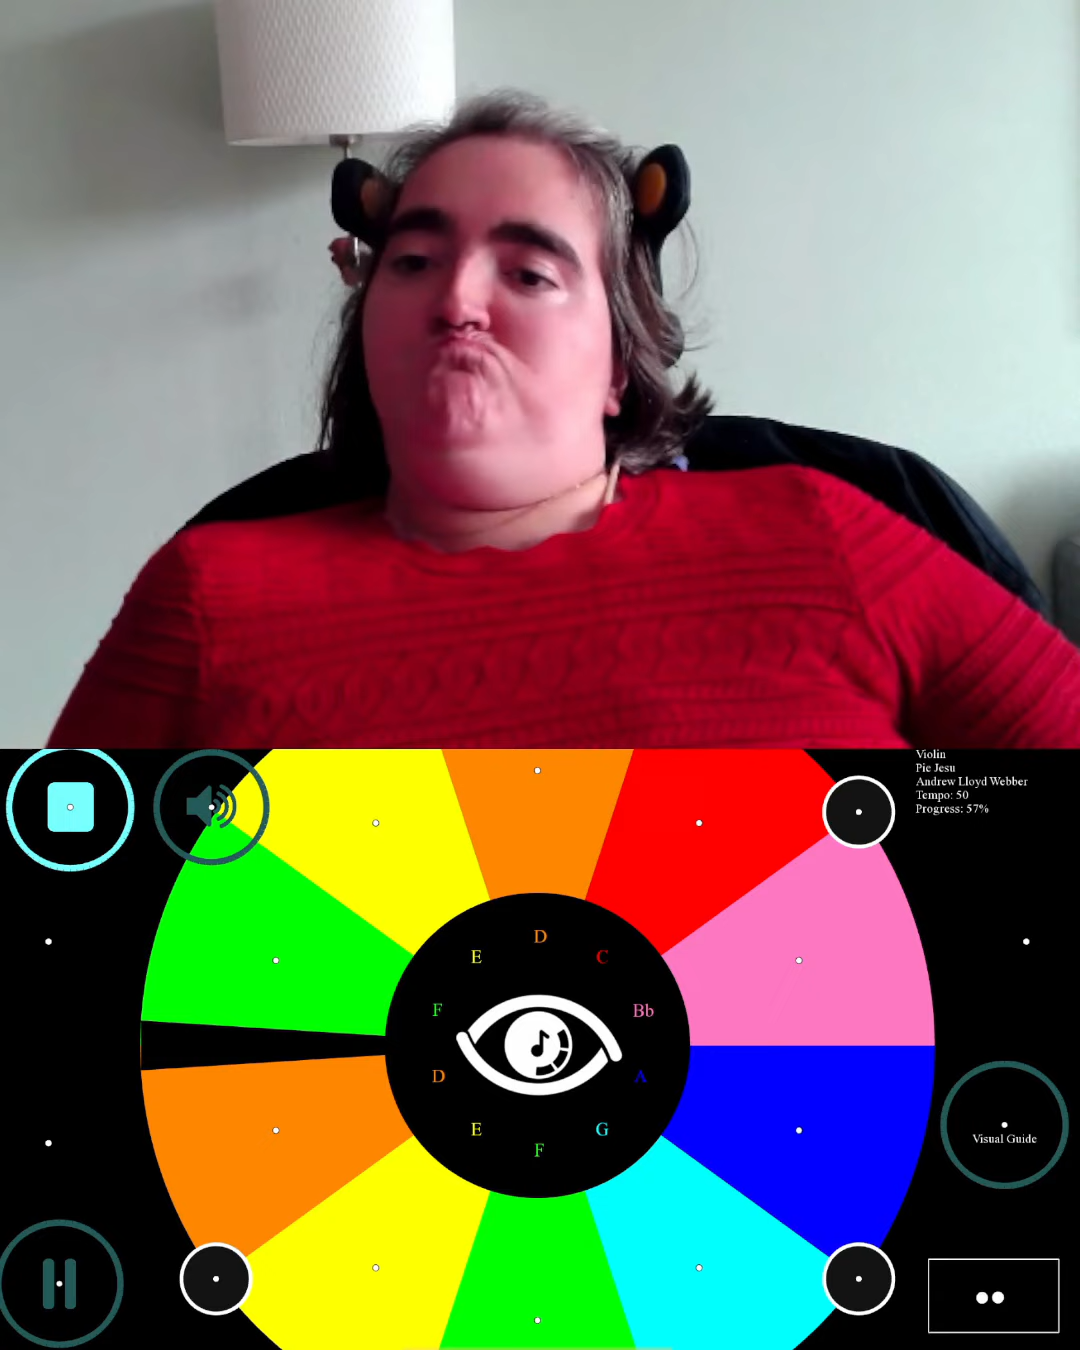 Violin
Pie Jesu
Andrew Lloyd Webber
Tempo: 50
Progress: 57%
D
E
C
F
Bb
D
A
E
G
F
Visual Guide